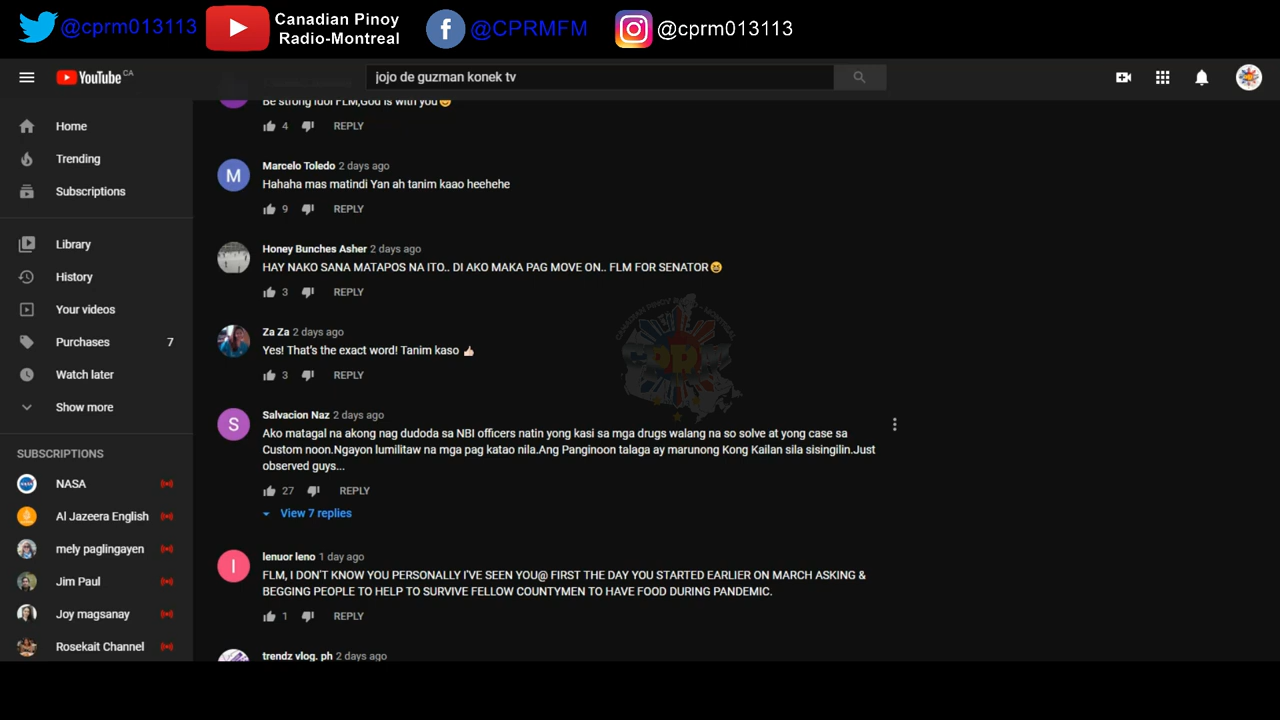 @cprm013113
Canadian Pinoy
Radio-Montreal
@CPRMFM
@cprm013113
YouTube CA
jojo de guzman konek tv
Home
Trending
Subscriptions
Library
History
Your videos
Purchases 7
Watch later
Show more
SUBSCRIPTIONS
NASA
Al Jazeera English
mely paglingayen
Jim Paul
Joy magsanay
Rosekait Channel
Be strong idol FLM,God is with you😊
4 REPLY
M
Marcelo Toledo 2 days ago
Hahaha mas matindi Yan ah tanim kaao heehehe
9 REPLY
Honey Bunches Asher 2 days ago
HAY NAKO SANA MATAPOS NA ITO.. DI AKO MAKA PAG MOVE ON.. FLM FOR SENATOR😆
3 REPLY
Za Za 2 days ago
Yes! That's the exact word! Tanim kaso 👍🏻
3 REPLY
S
Salvacion Naz 2 days ago
Ako matagal na akong nag dudoda sa NBI officers natin yong kasi sa mga drugs walang na so solve at yong case sa
Custom noon.Ngayon lumilitaw na mga pag katao nila.Ang Panginoon talaga ay marunong Kong Kailan sila sisingilin.Just
observed guys...
27 REPLY
View 7 replies
l
lenuor leno 1 day ago
FLM, I DON'T KNOW YOU PERSONALLY I'VE SEEN YOU@ FIRST THE DAY YOU STARTED EARLIER ON MARCH ASKING &
BEGGING PEOPLE TO HELP TO SURVIVE FELLOW COUNTYMEN TO HAVE FOOD DURING PANDEMIC.
1 REPLY
trendz vlog. ph 2 days ago
CANADIAN PINOY RADIO - MONTREAL
CPRM